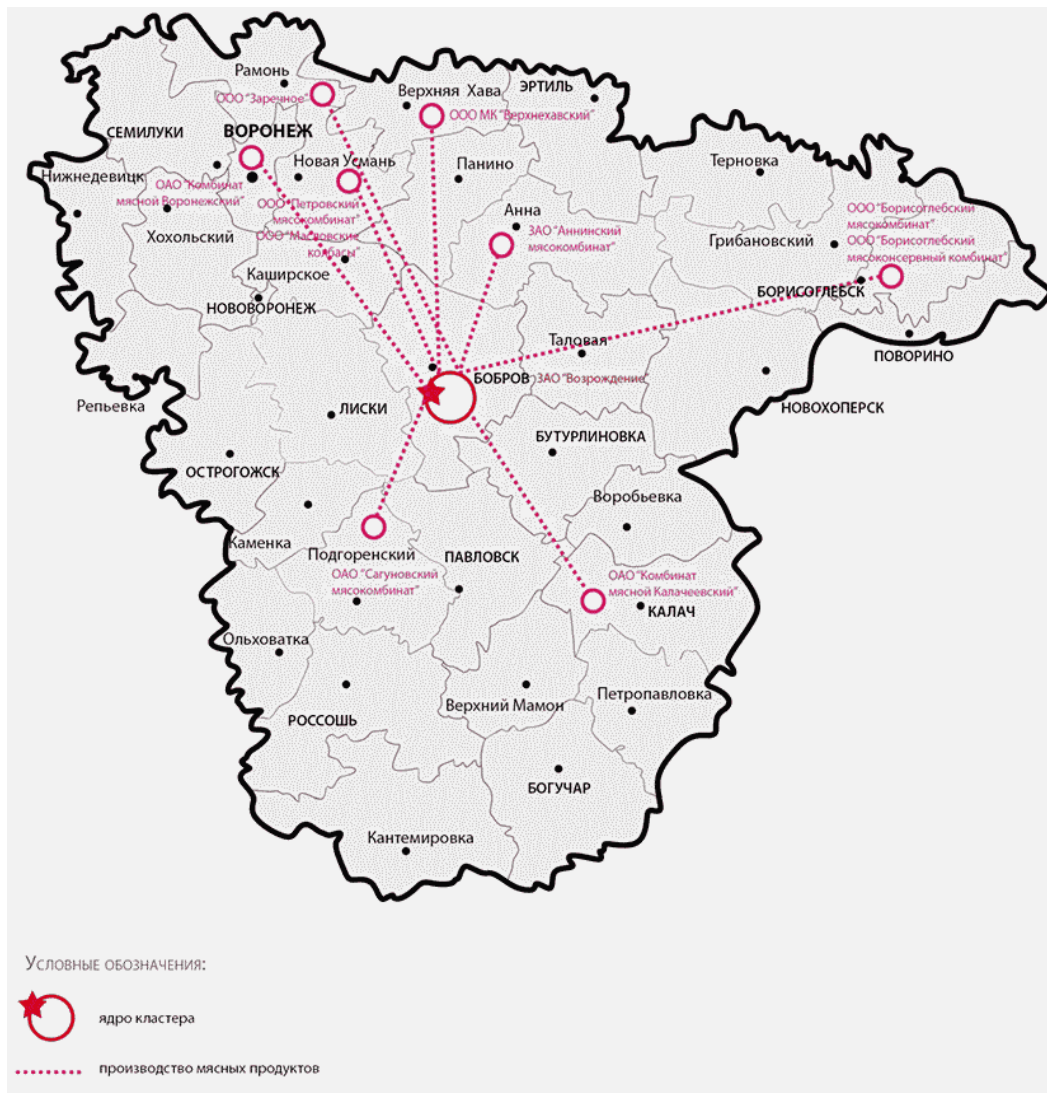 Рамонь
ООО "Заречное"
Верхняя Хава
ООО МК "Верхнехавский"
ЭРТИЛЬ
СЕМИЛУКИ
ВОРОНЕЖ
Новая Усмань
Панино
Терновка
Нижнедевицк
ОАО "Комбинат
мясной Воронежский"
ООО "Петровский
мясокомбинат"
ООО "Масловские
колбасы"
Хохольский
Анна
ЗАО "Аннинский
мясокомбинат"
ООО "Борисоглебский
мясокомбинат"
ООО "Борисоглебский
мясоконсервный комбинат"
Грибановский
Каширское
НОВОВОРОНЕЖ
БОРИСОГЛЕБСК
ПОВОРИНО
Таловая
БОБРОВ
ЗАО "Возрождение"
Репьевка
ЛИСКИ
НОВОХОПЕРСК
БУТУРЛИНОВКА
ОСТРОГОЖСК
Воробьевка
Каменка
Подгоренский
ОАО "Сагуновский
мясокомбинат"
ПАВЛОВСК
ОАО "Комбинат
мясной Калачеевский"
КАЛАЧ
Ольховатка
Верхний Мамон
Петропавловка
РОССОШЬ
БОГУЧАР
Кантемировка
Условные обозначения:
ядро кластера
производство мясных продуктов